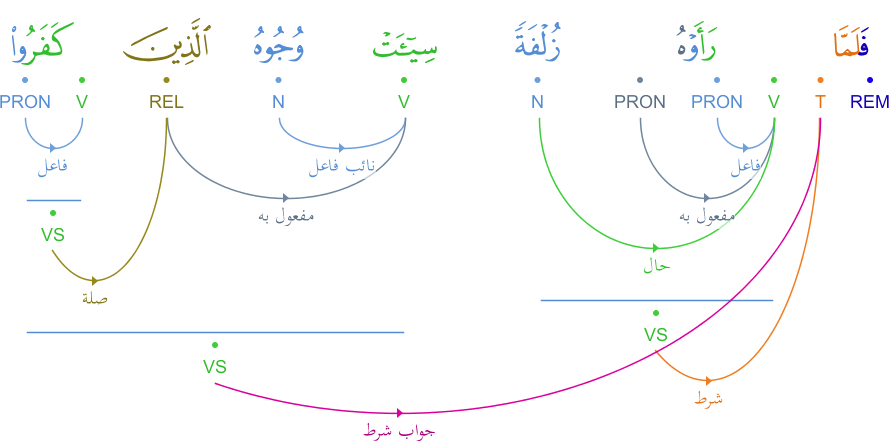 فَلَمَّا رَأَوْهُ زُلْفَةً سِيٓـَٔتْ وُجُوهُ ٱلَّذِينَ كَفَرُوا۟
REM T V PRON PRON N V N REL V PRON
فاعل نائب فاعل فاعل
مفعول به مفعول به
VS
حال
صلة
VS
VS
شرط
جواب شرط